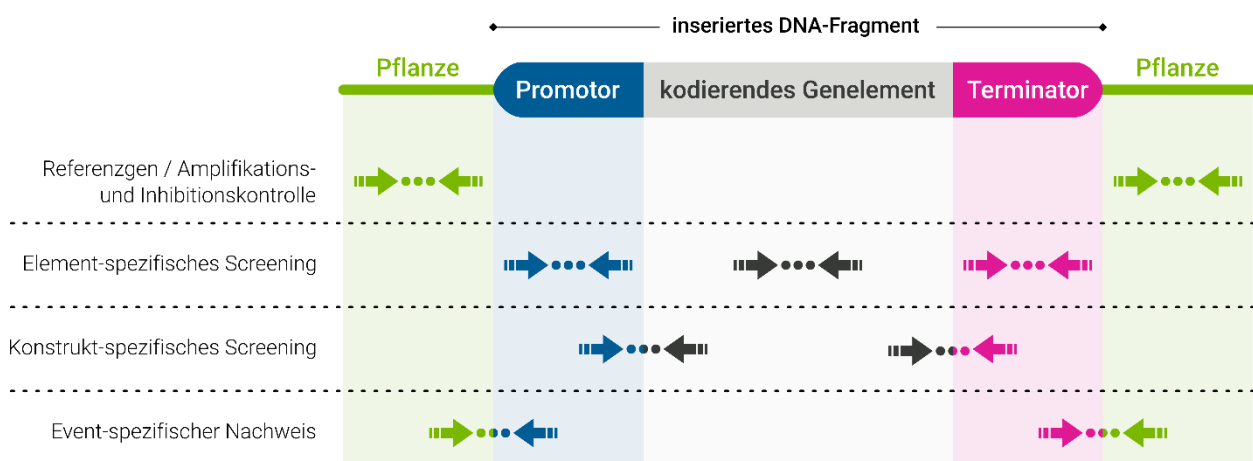 inseriertes DNA-Fragment
Pflanze
Pflanze
Promotor
kodierendes Genelement
Terminator
Referenzgen / Amplifikations-
und Inhibitionskontrolle
Element-spezifisches Screening
Konstrukt-spezifisches Screening
Event-spezifischer Nachweis